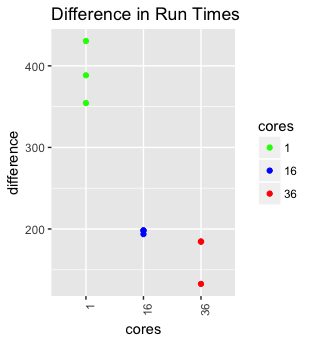 Difference in Run Times
difference
400
300
200
1
16
36
cores
cores
1
16
36